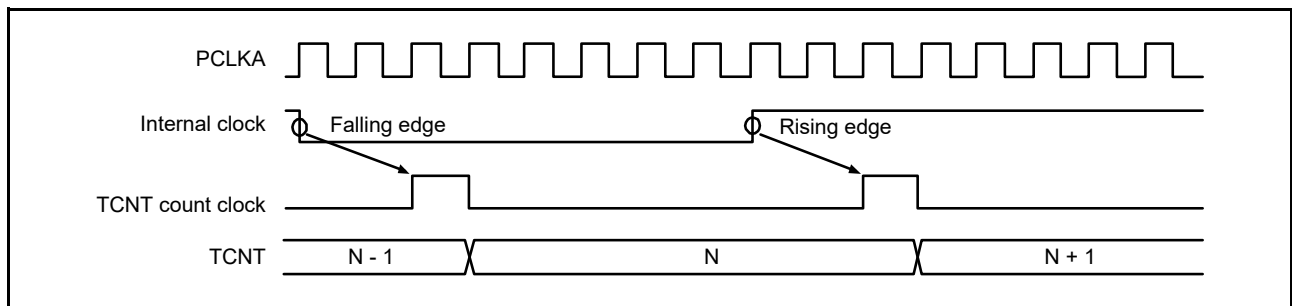 PCLKA
Internal clock
Falling edge
Rising edge
TCNT count clock
TCNT
N - 1
N
N + 1